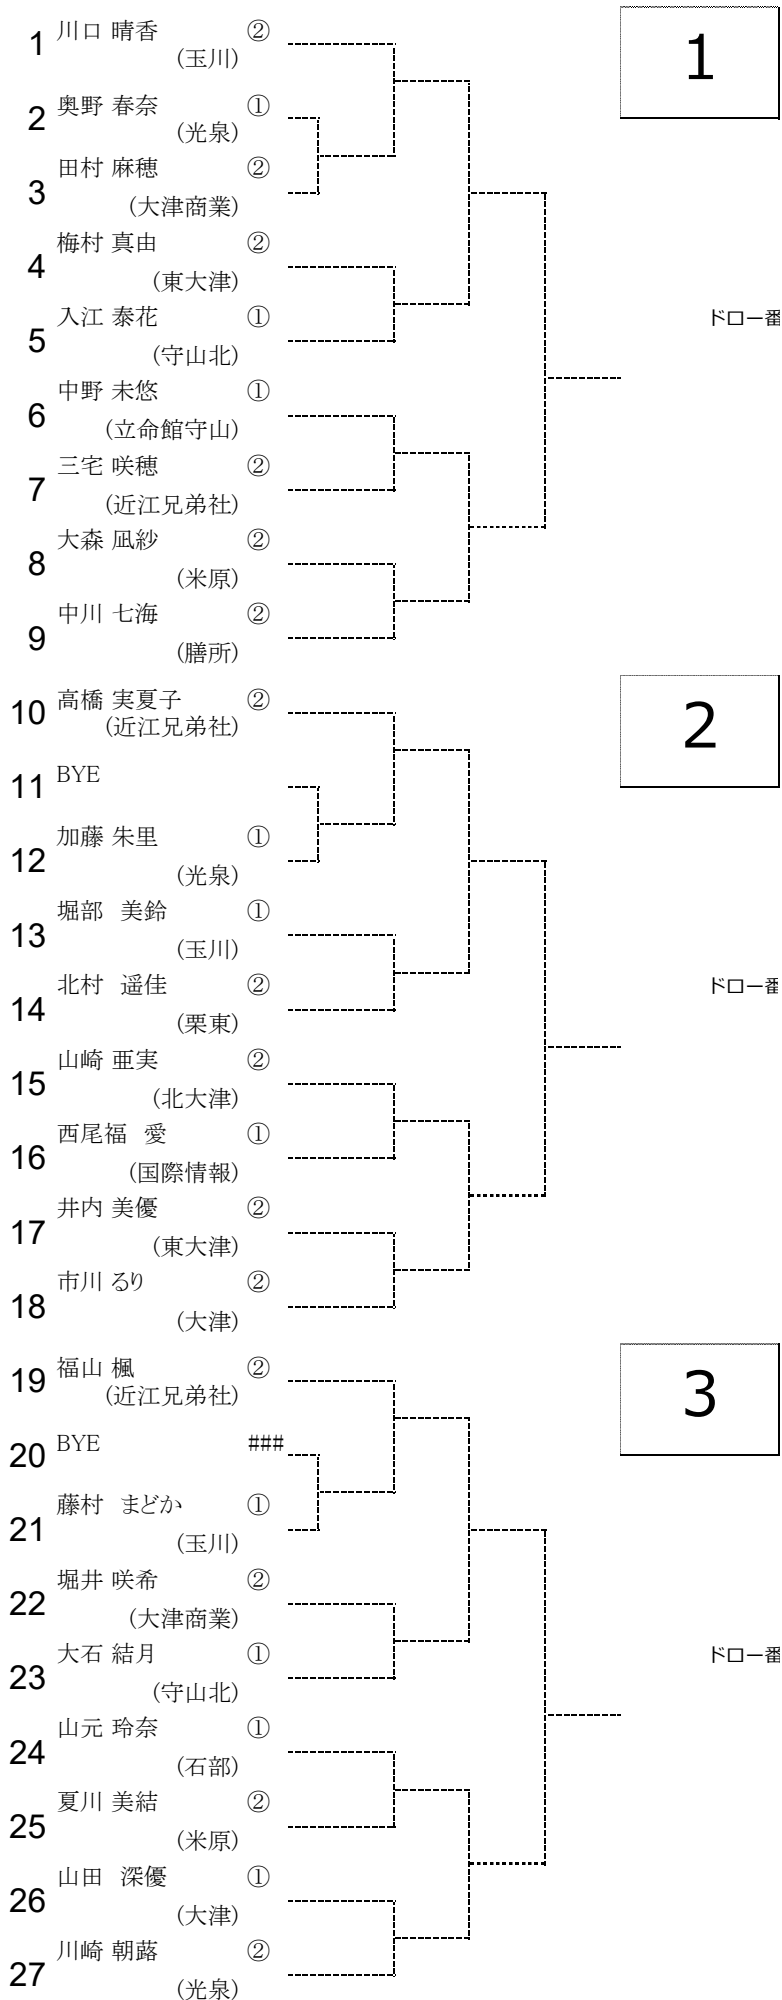 1 川口 晴香 ②
(玉川)
1
2 奥野 春奈 ①
(光泉)
3 田村 麻穂 ②
(大津商業)
4 梅村 真由 ②
(東大津)
5 入江 泰花 ①
(守山北)
ドロー番
6 中野 未悠 ①
(立命館守山)
7 三宅 咲穂 ②
(近江兄弟社)
8 大森 凪紗 ②
(米原)
9 中川 七海 ②
(膳所)
10 高橋 実夏子 ②
(近江兄弟社)
2
11 BYE
12 加藤 朱里 ①
(光泉)
13 堀部 美鈴 ①
(玉川)
14 北村 遥佳 ②
(栗東)
ドロー番
15 山崎 亜実 ②
(北大津)
16 西尾福 愛 ①
(国際情報)
17 井内 美優 ②
(東大津)
18 市川 るり ②
(大津)
19 福山 楓 ②
(近江兄弟社)
3
20 BYE ###
21 藤村 まどか ①
(玉川)
22 堀井 咲希 ②
(大津商業)
23 大石 結月 ①
(守山北)
ドロー番
24 山元 玲奈 ①
(石部)
25 夏川 美結 ②
(米原)
26 山田 深優 ①
(大津)
27 川崎 朝蕗 ②
(光泉)